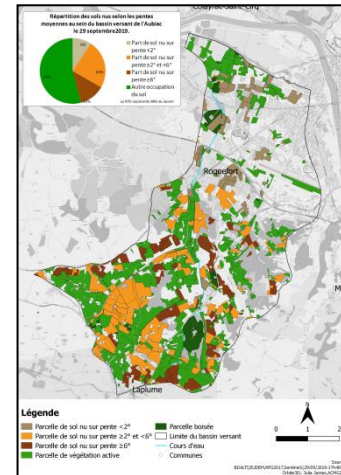 Colayrac-Saint-Cirq
Répartition des sols nus selon les pentes
moyennes au sein du bassin versant de l'Aubiac
le 29 septembre2019.
Part de sol nu sur
pente <2°
Part de sol nu sur
pente ≥2° et <6°
Part de sol nu sur
pente ≥6°
Autre occupation
du sol
Roquefort
Laplume
Légende
Parcelle de sol nu sur pente <2°
Parcelle de sol nu sur pente ≥2° et <6°
Parcelle de sol nu sur pente ≥6°
Parcelle de végétation active
Parcelle boisée
Limite du bassin versant
Cours d'eau
Communes
N
0
1
2 km